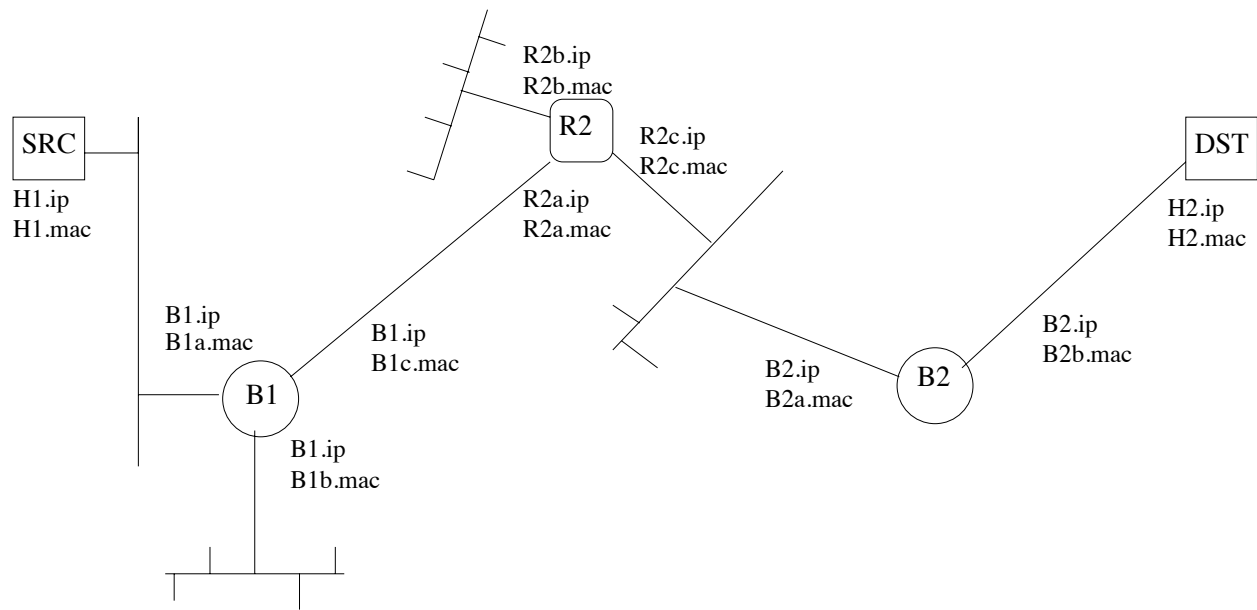 R2b.ip
R2b.mac
SRC
R2
R2c.ip
R2c.mac
DST
H1.ip
H1.mac
R2a.ip
R2a.mac
H2.ip
H2.mac
B1.ip
B1a.mac
B1.ip
B1c.mac
B2.ip
B2b.mac
B1
B2.ip
B2a.mac
B2
B1.ip
B1b.mac